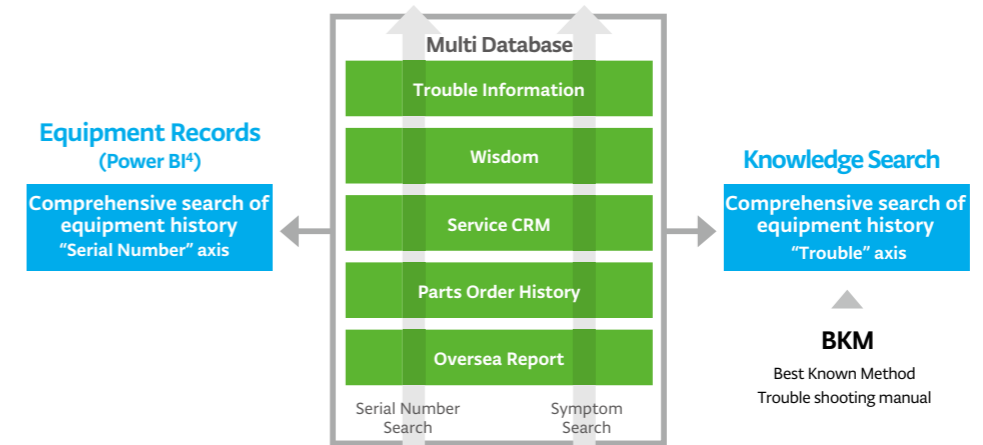 Multi Database
Trouble Information
Wisdom
Service CRM
Parts Order History
Oversea Report
Serial Number
Search
Symptom
Search
Equipment Records
(Power BI⁴)
Comprehensive search of
equipment history
“Serial Number” axis
Knowledge Search
Comprehensive search of
equipment history
“Trouble” axis
BKM
Best Known Method
Trouble shooting manual